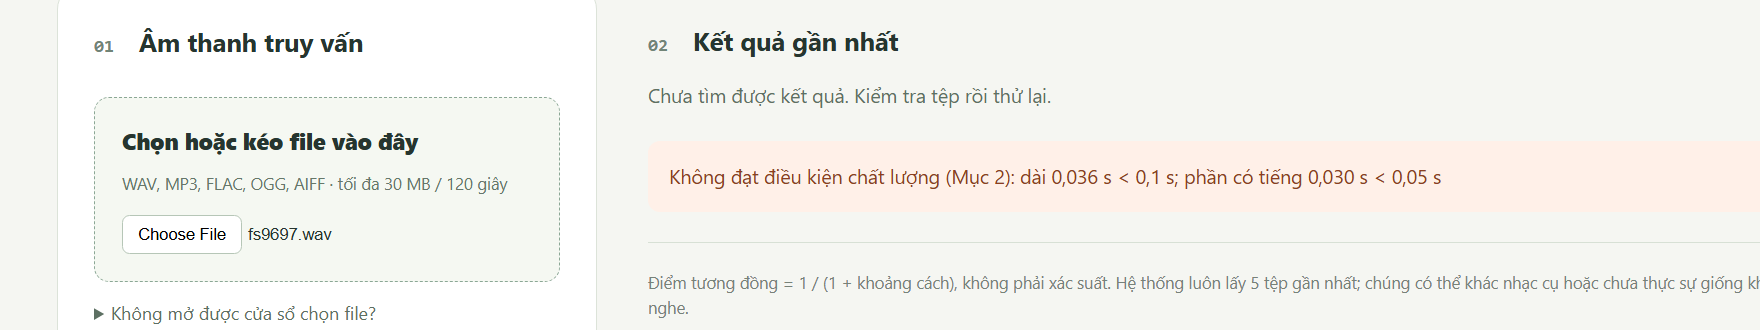 01 Âm thanh truy vấn
Chọn hoặc kéo file vào đây
WAV, MP3, FLAC, OGG, AIFF · tối đa 30 MB / 120 giây
Choose File fs9697.wav
▶ Không mở được cửa sổ chọn file?
02 Kết quả gần nhất
Chưa tìm được kết quả. Kiểm tra tệp rồi thử lại.
Không đạt điều kiện chất lượng (Mục 2): dài 0,036 s < 0,1 s; phần có tiếng 0,030 s < 0,05 s
Điểm tương đồng = 1 / (1 + khoảng cách), không phải xác suất. Hệ thống luôn lấy 5 tệp gần nhất; chúng có thể khác nhạc cụ hoặc chưa thực sự giống
nghe.